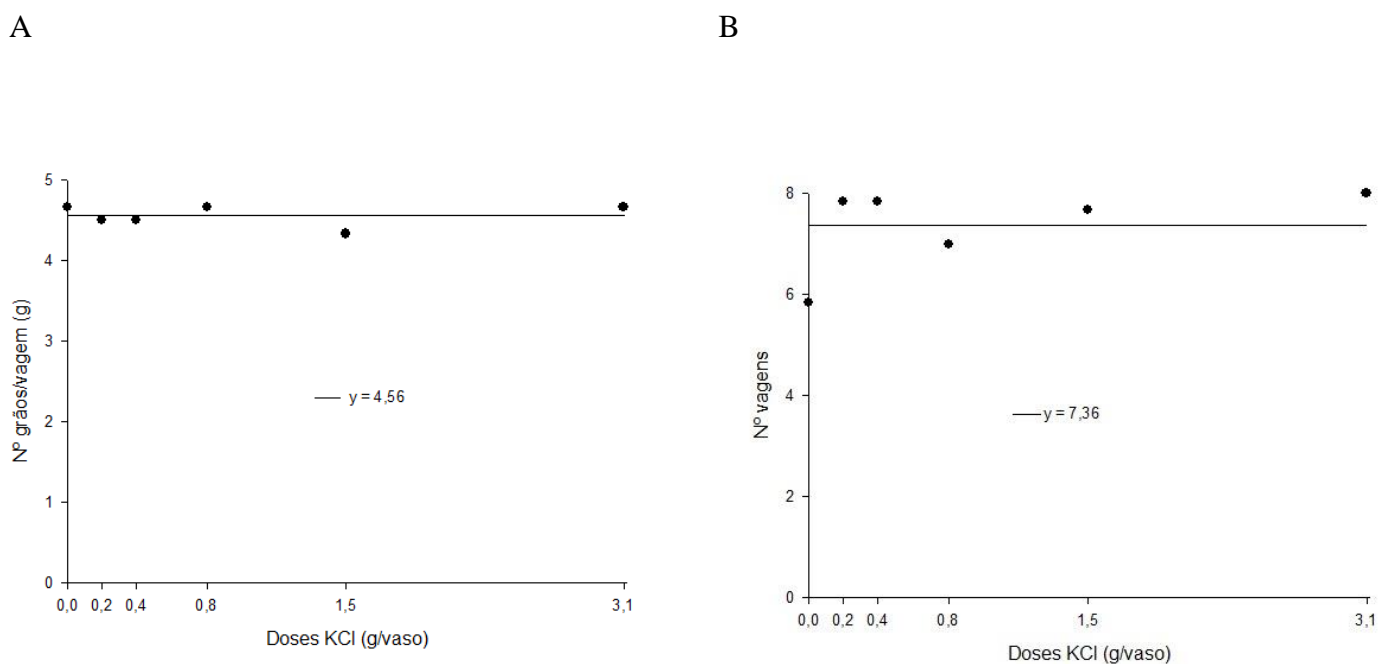 A
B
5
4
3
2
1
0
Nº grãos/vagem (g)
y = 4,56
0,0 0,2 0,4 0,8 1,5 3,1
Doses KCl (g/vaso)
8
6
4
2
0
Nº vagens
y = 7,36
0,0 0,2 0,4 0,8 1,5 3,1
Doses KCl (g/vaso)